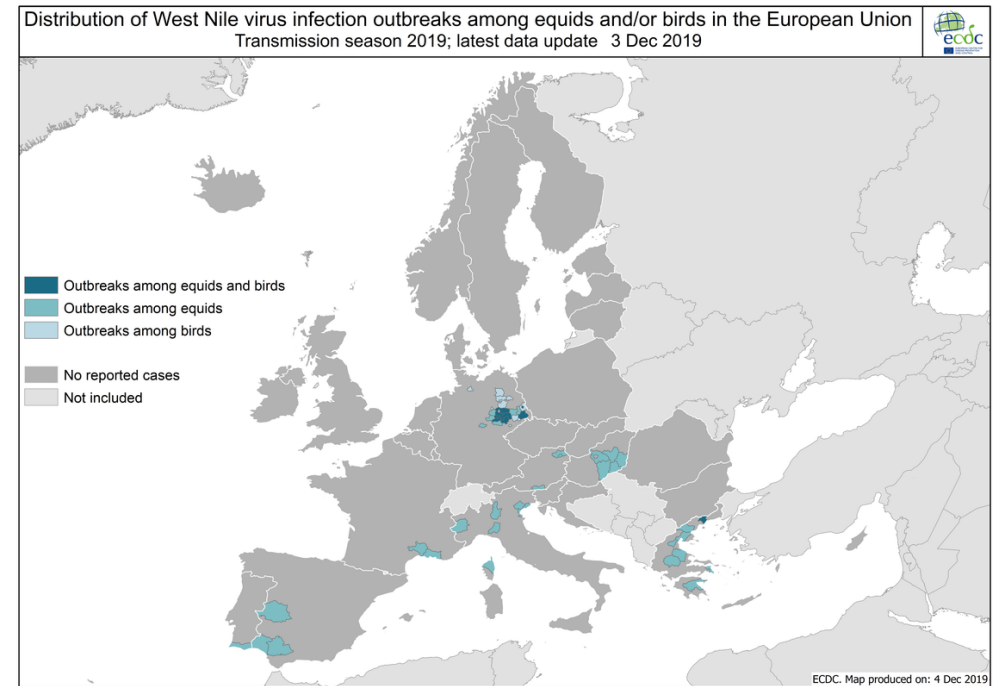 Distribution of West Nile virus infection outbreaks among equids and/or birds in the European Union
Transmission season 2019; latest data update 3 Dec 2019
ecdc
Outbreaks among equids and birds
Outbreaks among equids
Outbreaks among birds
No reported cases
Not included
ECDC. Map produced on: 4 Dec 2019